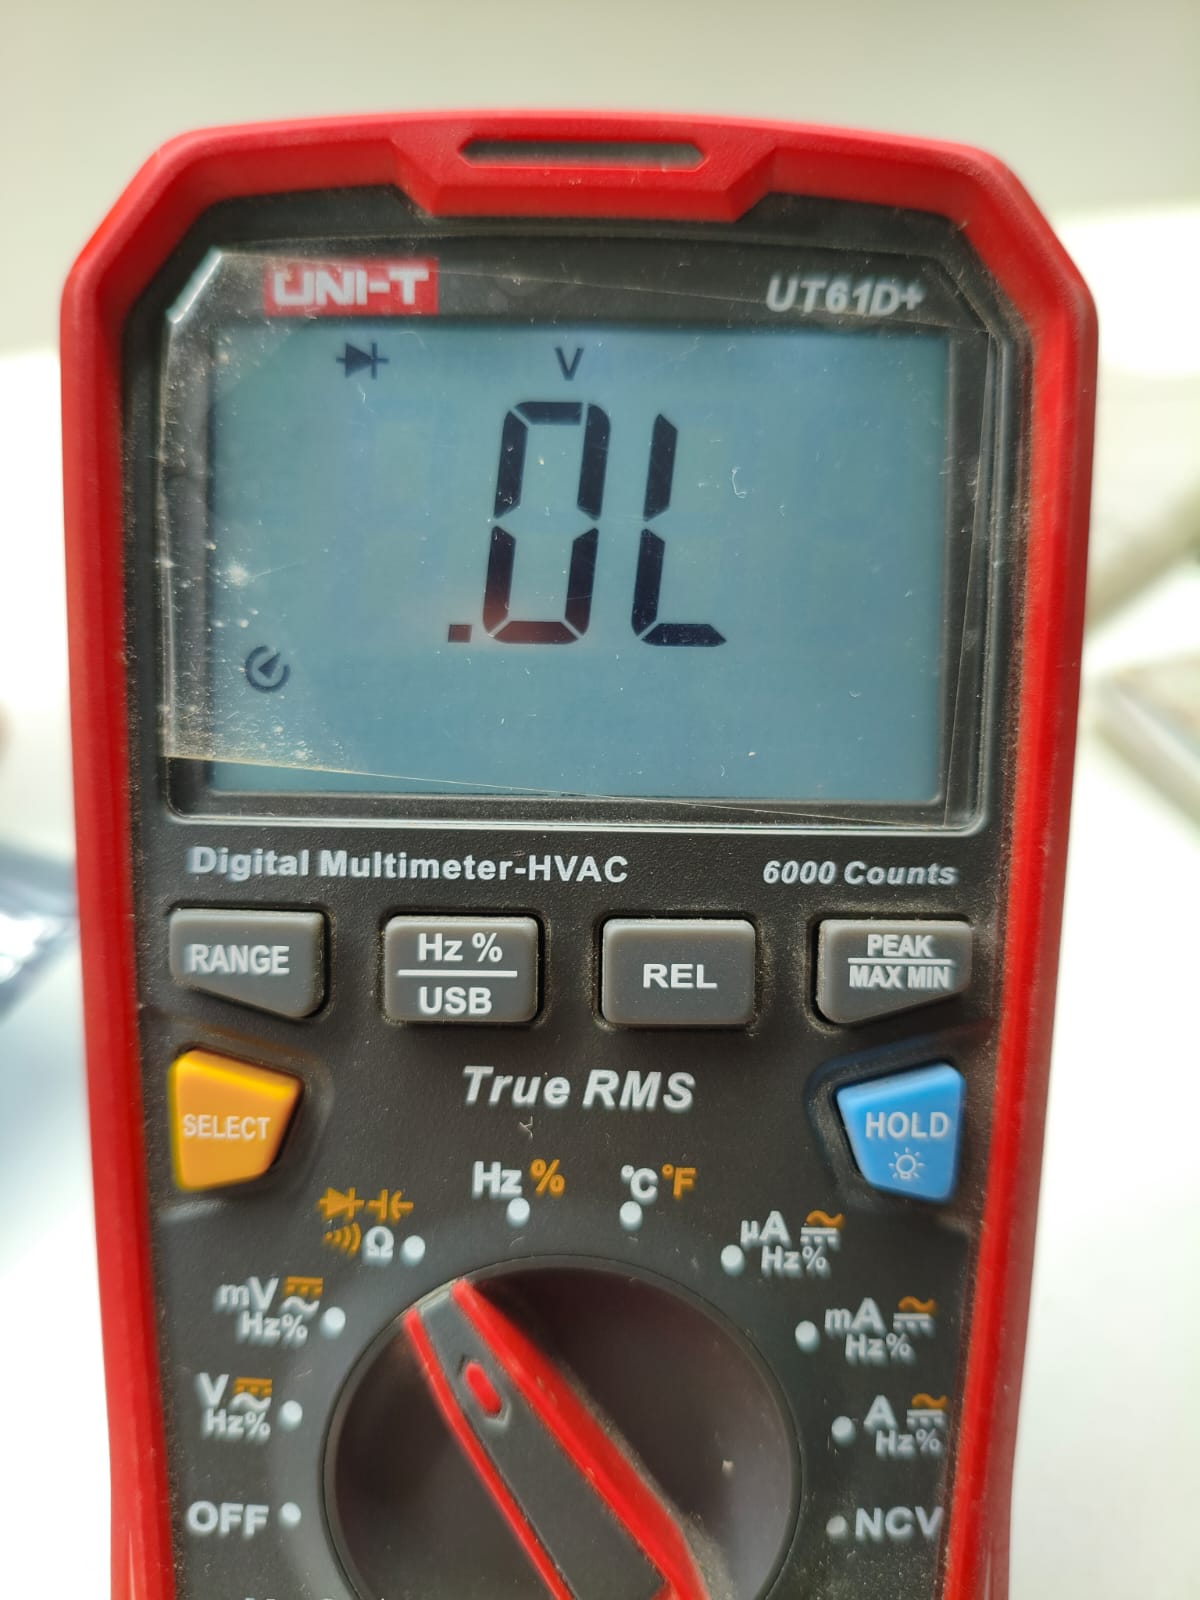 UNI-T
UT61D+
V
.0L
Digital Multimeter-HVAC
6000 Counts
RANGE
Hz %
USB
REL
PEAK
MAX MIN
SELECT
True RMS
HOLD
Hz %
°C °F
Ω
µA
Hz%
mV
Hz%
mA
Hz%
V
Hz%
A
Hz%
OFF
NCV